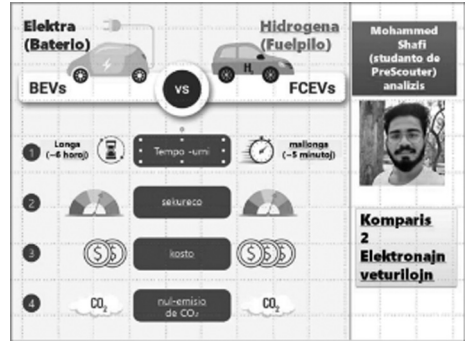 Elektra
(Baterio)
Hidrogena
(Fuelpilo)
H₂
BEVs
VS
FCEVs
1
Longa
(~6 horoj)
Tempo -umi
mallonga
(~5 minutoj)
2
sekureco
3
$$
kosto
$$$
4
CO₂
nul-emisio
de CO₂
CO₂
Mohammed
Shafi
(studanto de
PreScouter)
analizis
Komparis
2
Elektronajn
veturilojn